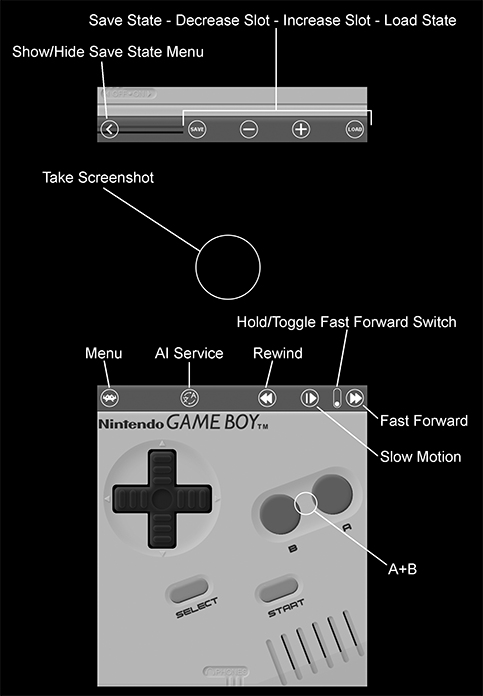 Save State - Decrease Slot - Increase Slot - Load State
Show/Hide Save State Menu
SAVE
LOAD
Take Screenshot
Hold/Toggle Fast Forward Switch
Menu
AI Service
Rewind
Nintendo GAME BOY TM
Fast Forward
Slow Motion
B
A
A+B
SELECT
START
PHONES